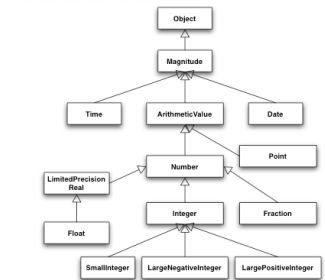 Object
Magnitude
Time
ArithmeticValue
Date
Point
Number
LimitedPrecision
Real
Integer
Fraction
Float
SmallInteger
LargeNegativeInteger
LargePositiveInteger